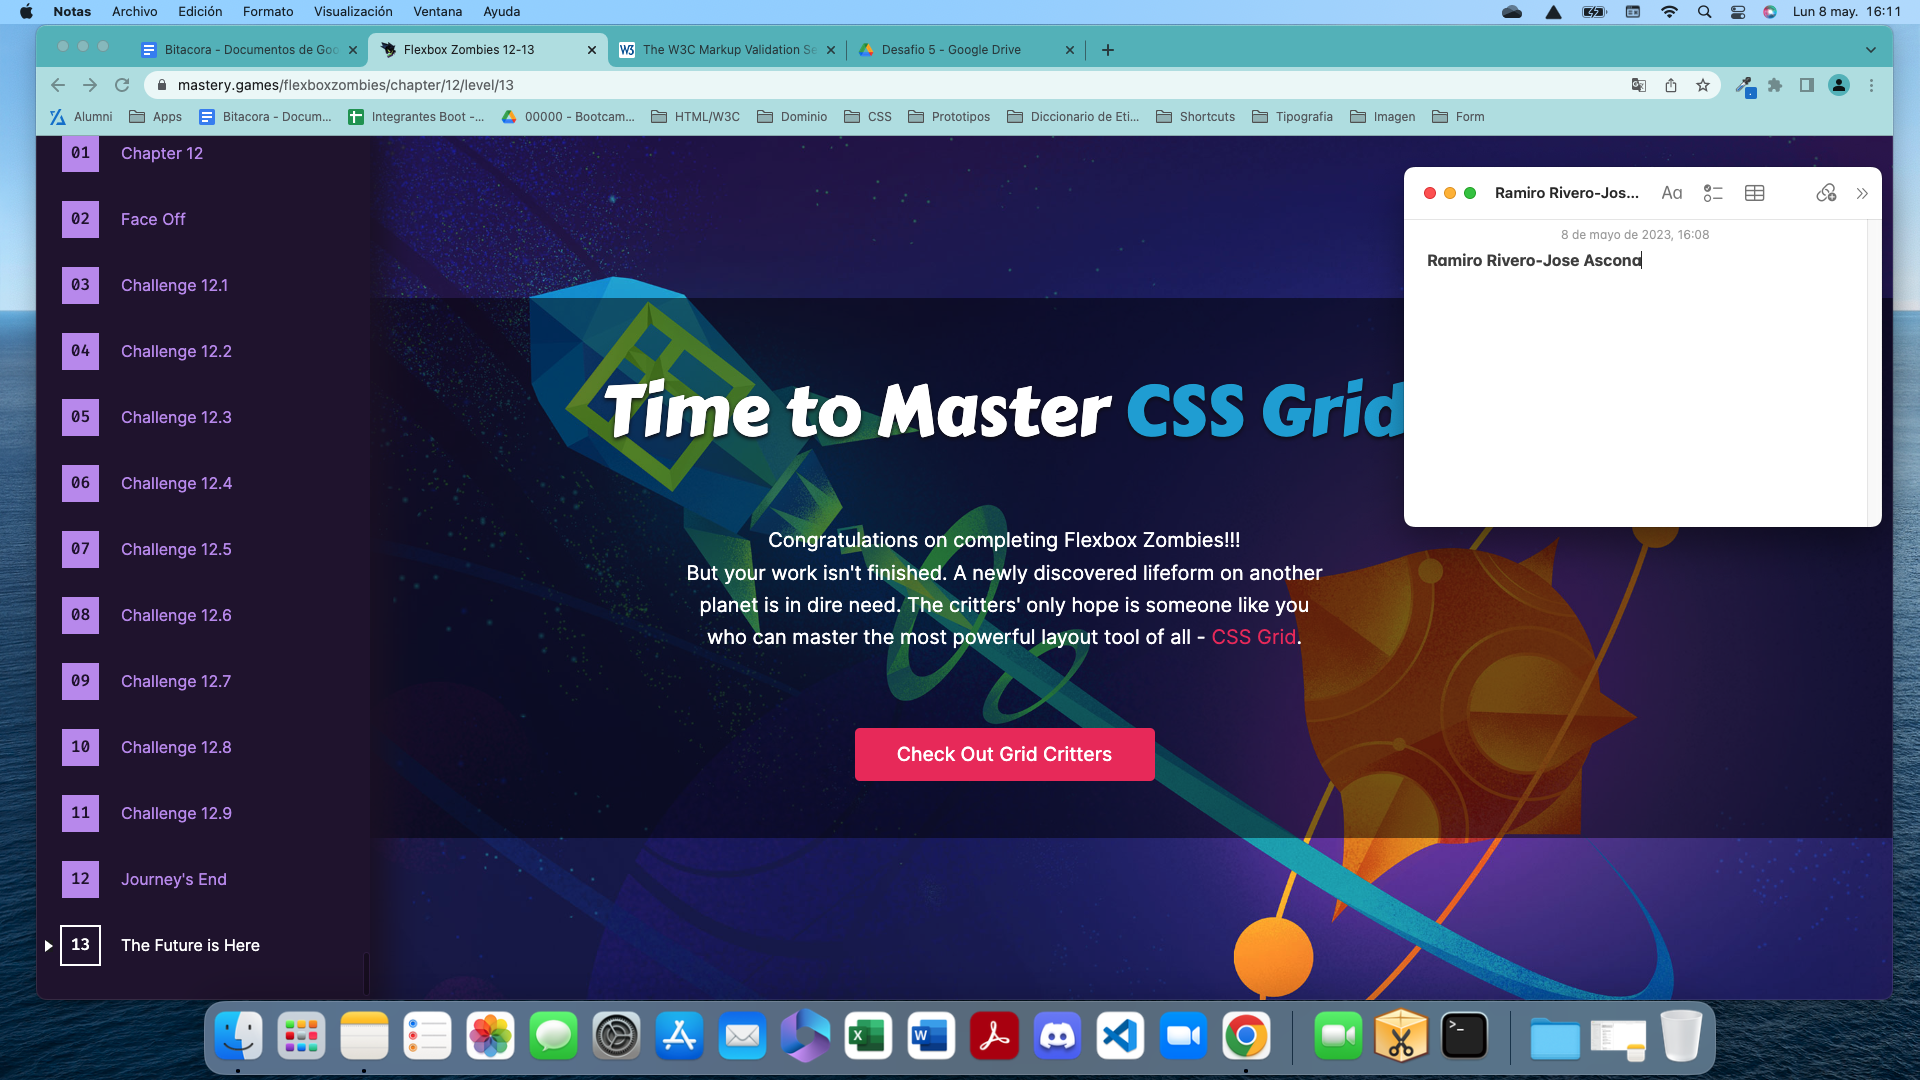 Notas Archivo Edición Formato Visualización Ventana Ayuda Lun 8 may. 16:11
Bitacora - Documentos de Goo Flexbox Zombies 12-13 The W3C Markup Validation Se Desafio 5 - Google Drive
mastery.games/flexboxzombies/chapter/12/level/13
Alumni Apps Bitacora - Docum... Integrantes Boot -... 00000 - Bootcam... HTML/W3C Dominio CSS Prototipos Diccionario de Eti... Shortcuts Tipografia Imagen Form
01 Chapter 12
02 Face Off
03 Challenge 12.1
04 Challenge 12.2
05 Challenge 12.3
06 Challenge 12.4
07 Challenge 12.5
08 Challenge 12.6
09 Challenge 12.7
10 Challenge 12.8
11 Challenge 12.9
12 Journey's End
13 The Future is Here
Time to Master CSS Grid
Congratulations on completing Flexbox Zombies!!!
But your work isn't finished. A newly discovered lifeform on another
planet is in dire need. The critters' only hope is someone like you
who can master the most powerful layout tool of all - CSS Grid.
Check Out Grid Critters
Ramiro Rivero-Jos... Aa
8 de mayo de 2023, 16:08
Ramiro Rivero-Jose Ascona